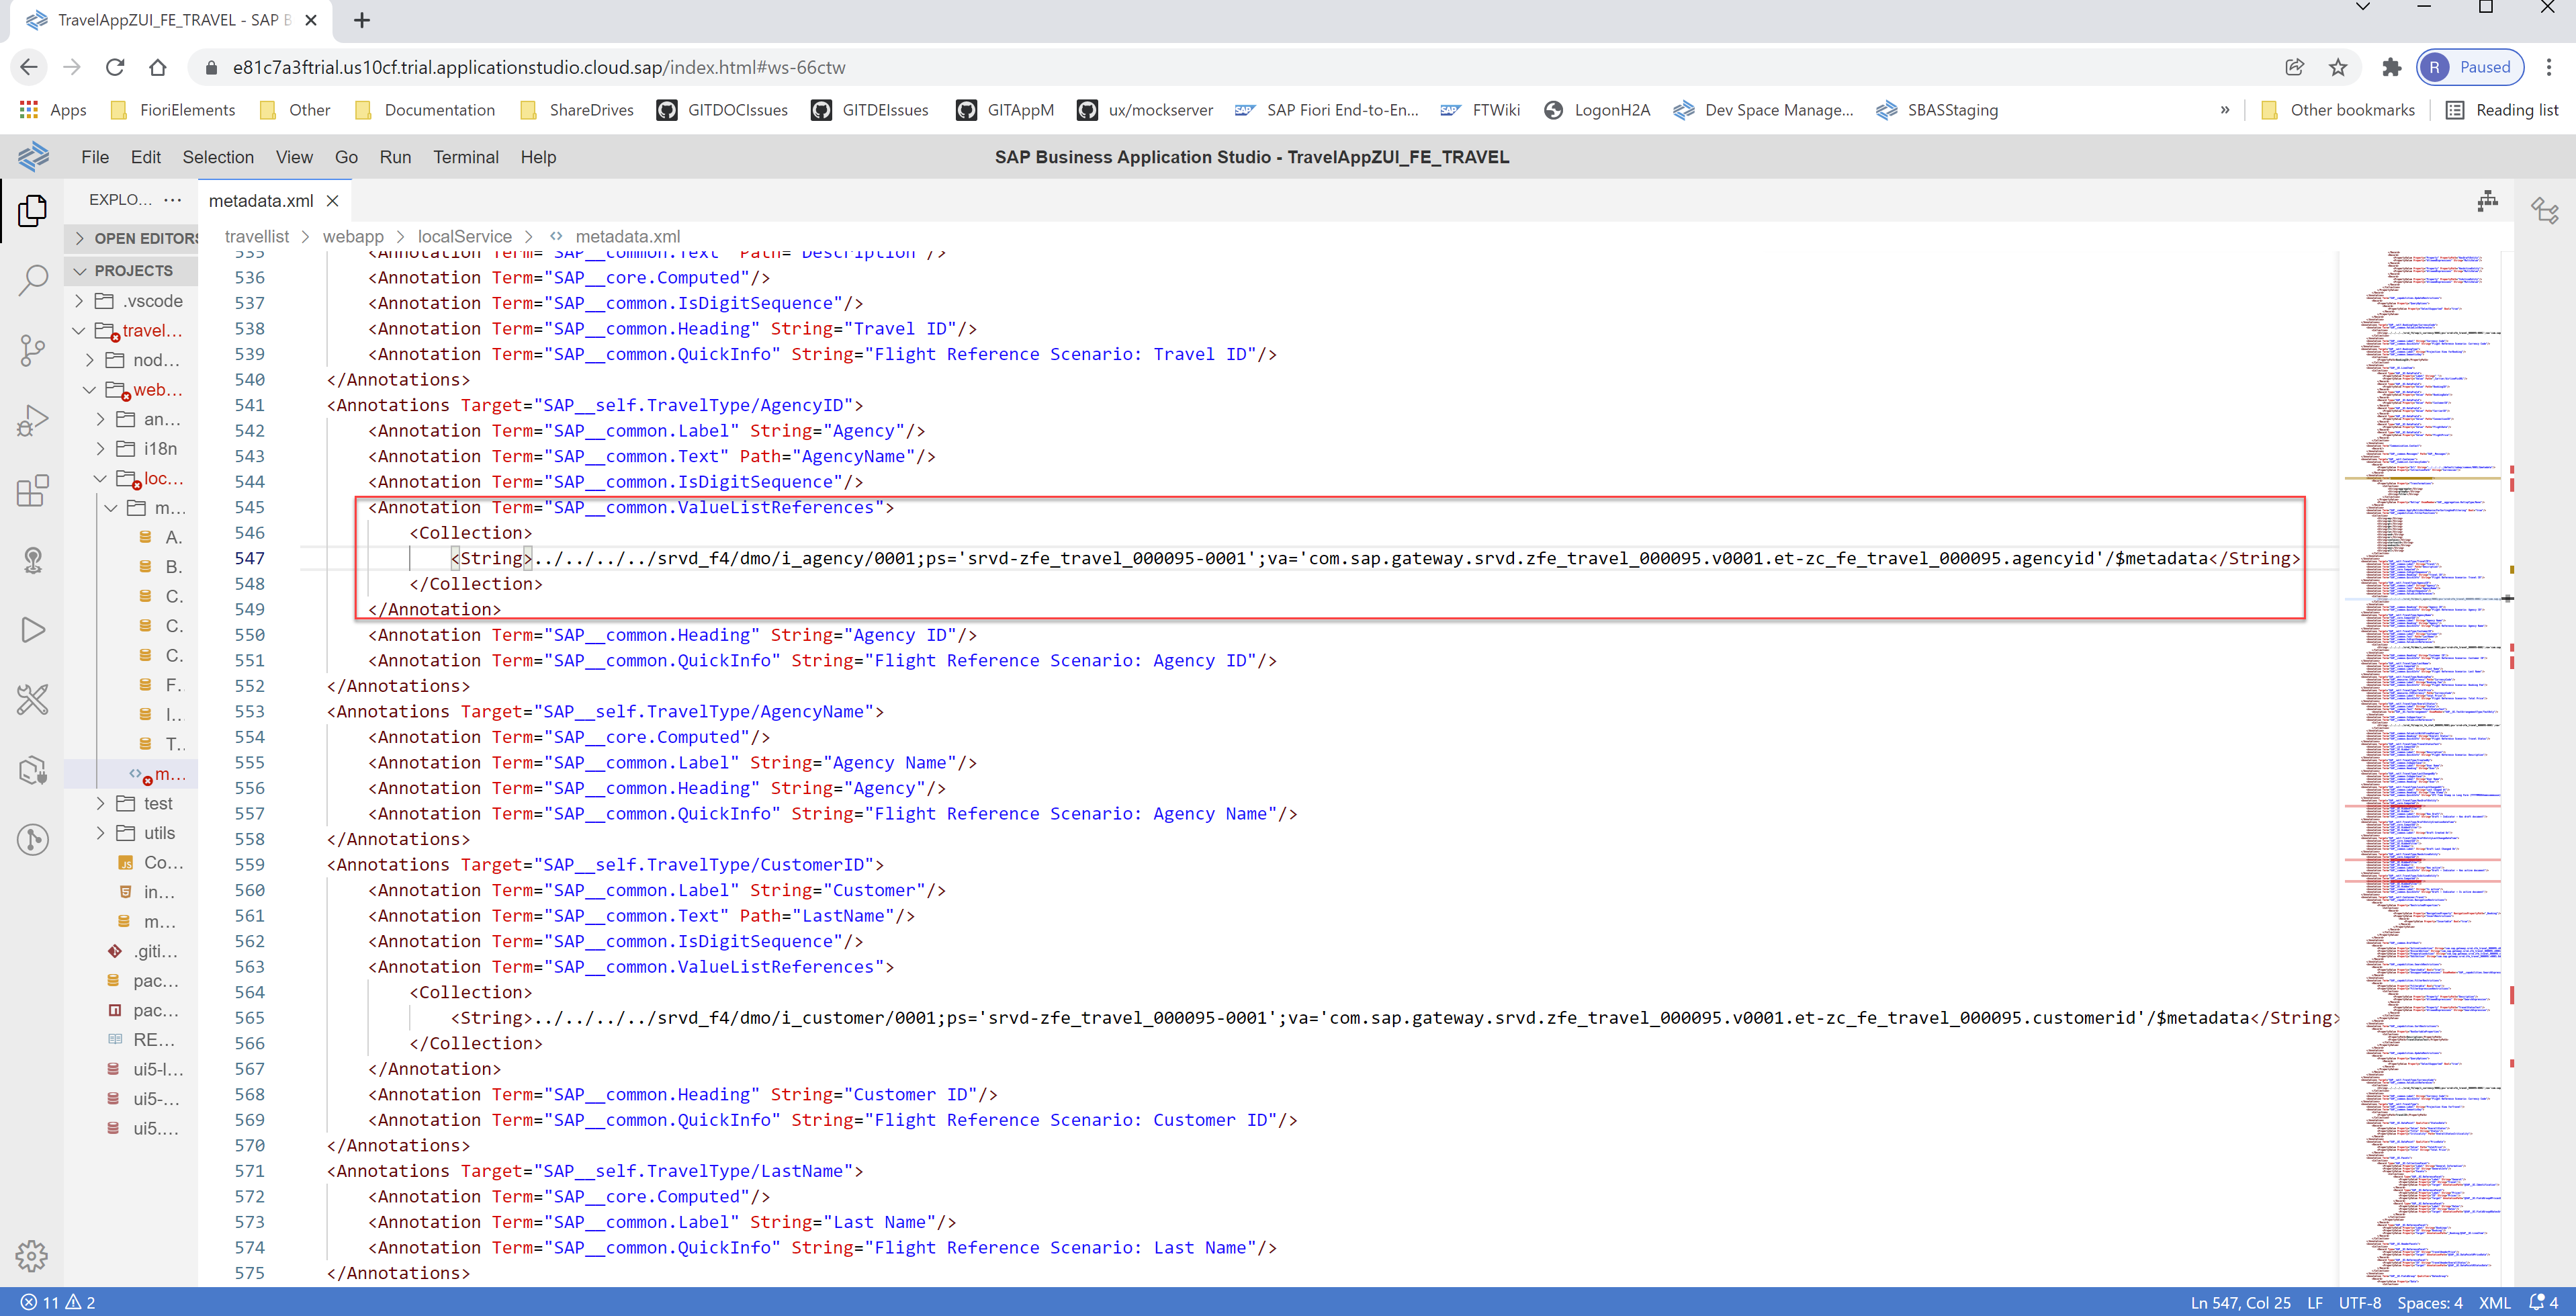 TravelAppZUI_FE_TRAVEL - SAP B
e81c7a3ftrial.us10cf.trial.applicationstudio.cloud.sap/index.html#ws-66ctw
R Paused
Apps FioriElements Other Documentation ShareDrives GITDOCIssues GITDEIssues GITAppM ux/mockserver SAP Fiori End-to-En... FTWiki LogonH2A Dev Space Manage... SBASStaging » Other bookmarks Reading list
File Edit Selection View Go Run Terminal Help SAP Business Application Studio - TravelAppZUI_FE_TRAVEL
EXPLO... ···
OPEN EDITORS
PROJECTS
.vscode
travel...
nod...
web...
an...
i18n
loc...
m...
A.
B.
C.
C.
C.
F..
I..
T..
m...
test
utils
Co...
in...
m...
.giti...
pac...
pac...
RE...
ui5-l...
ui5-...
ui5....
metadata.xml
travellist > webapp > localService > metadata.xml
535 <Annotation Term="SAP__common.Text" Path="Description"/>
536 <Annotation Term="SAP__core.Computed"/>
537 <Annotation Term="SAP__common.IsDigitSequence"/>
538 <Annotation Term="SAP__common.Heading" String="Travel ID"/>
539 <Annotation Term="SAP__common.QuickInfo" String="Flight Reference Scenario: Travel ID"/>
540 </Annotations>
541 <Annotations Target="SAP__self.TravelType/AgencyID">
542 <Annotation Term="SAP__common.Label" String="Agency"/>
543 <Annotation Term="SAP__common.Text" Path="AgencyName"/>
544 <Annotation Term="SAP__common.IsDigitSequence"/>
545 <Annotation Term="SAP__common.ValueListReferences">
546 <Collection>
547 <String>../../../../srvd_f4/dmo/i_agency/0001;ps='srvd-zfe_travel_000095-0001';va='com.sap.gateway.srvd.zfe_travel_000095.v0001.et-zc_fe_travel_000095.agencyid'/$metadata</String>
548 </Collection>
549 </Annotation>
550 <Annotation Term="SAP__common.Heading" String="Agency ID"/>
551 <Annotation Term="SAP__common.QuickInfo" String="Flight Reference Scenario: Agency ID"/>
552 </Annotations>
553 <Annotations Target="SAP__self.TravelType/AgencyName">
554 <Annotation Term="SAP__core.Computed"/>
555 <Annotation Term="SAP__common.Label" String="Agency Name"/>
556 <Annotation Term="SAP__common.Heading" String="Agency"/>
557 <Annotation Term="SAP__common.QuickInfo" String="Flight Reference Scenario: Agency Name"/>
558 </Annotations>
559 <Annotations Target="SAP__self.TravelType/CustomerID">
560 <Annotation Term="SAP__common.Label" String="Customer"/>
561 <Annotation Term="SAP__common.Text" Path="LastName"/>
562 <Annotation Term="SAP__common.IsDigitSequence"/>
563 <Annotation Term="SAP__common.ValueListReferences">
564 <Collection>
565 <String>../../../../srvd_f4/dmo/i_customer/0001;ps='srvd-zfe_travel_000095-0001';va='com.sap.gateway.srvd.zfe_travel_000095.v0001.et-zc_fe_travel_000095.customerid'/$metadata</String>
566 </Collection>
567 </Annotation>
568 <Annotation Term="SAP__common.Heading" String="Customer ID"/>
569 <Annotation Term="SAP__common.QuickInfo" String="Flight Reference Scenario: Customer ID"/>
570 </Annotations>
571 <Annotations Target="SAP__self.TravelType/LastName">
572 <Annotation Term="SAP__core.Computed"/>
573 <Annotation Term="SAP__common.Label" String="Last Name"/>
574 <Annotation Term="SAP__common.QuickInfo" String="Flight Reference Scenario: Last Name"/>
575 </Annotations>
11 2
Ln 547, Col 25 LF UTF-8 Spaces: 4 XML 4